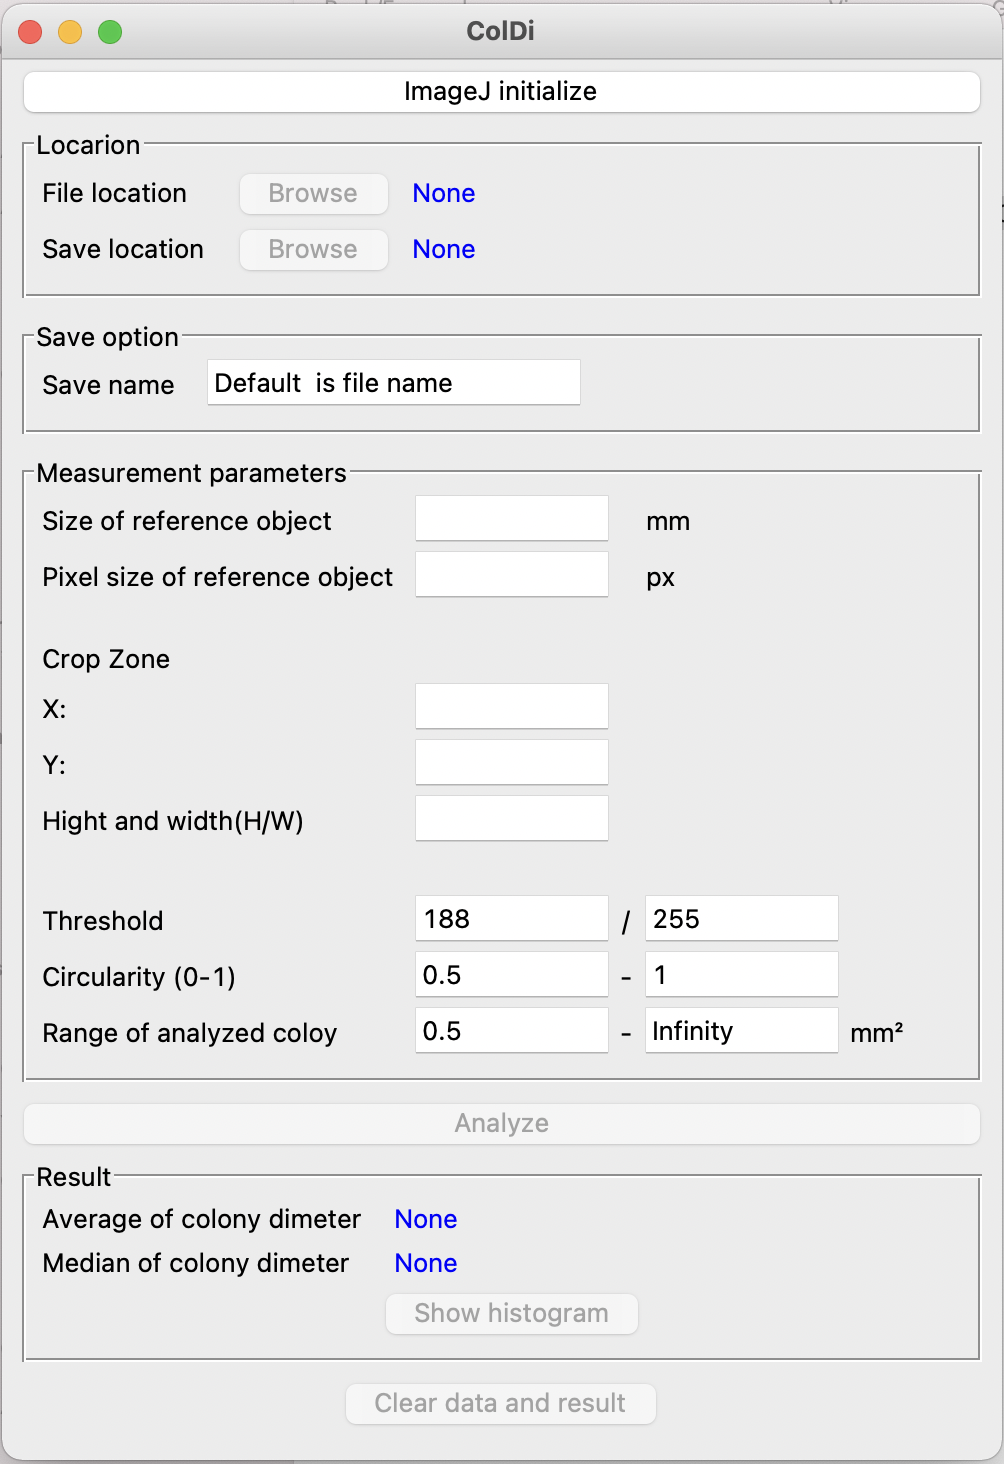 ColDi
ImageJ initialize
Locarion
File location Browse None
Save location Browse None
Save option
Save name Default  is file name
Measurement parameters
Size of reference object mm
Pixel size of reference object px
Crop Zone
X:
Y:
Hight and width(H/W)
Threshold 188 / 255
Circularity (0-1) 0.5 - 1
Range of analyzed coloy 0.5 - Infinity mm²
Analyze
Result
Average of colony dimeter None
Median of colony dimeter None
Show histogram
Clear data and result